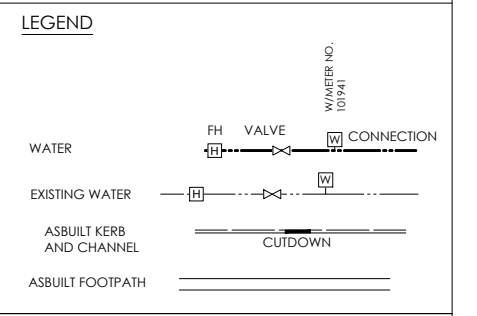 LEGEND
W/METER NO.
101941
FH VALVE
W CONNECTION
WATER
H
W
EXISTING WATER
H
ASBUILT KERB
AND CHANNEL
CUTDOWN
ASBUILT FOOTPATH